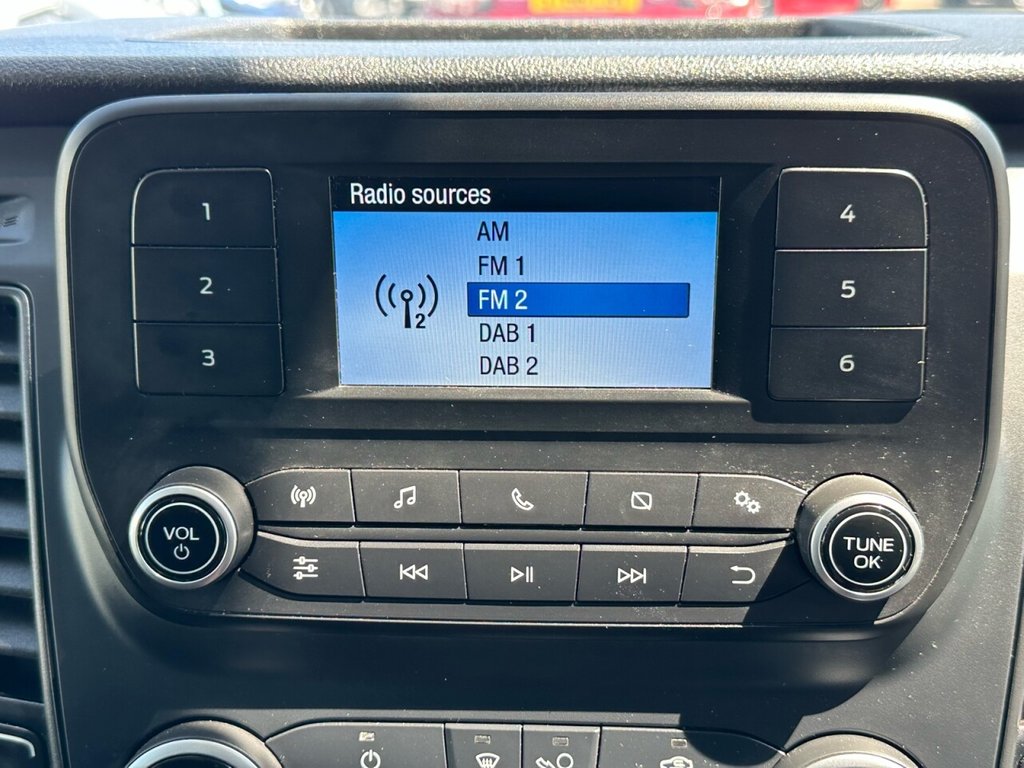 Radio sources
AM
FM 1
FM 2
DAB 1
DAB 2
2
1
2
3
4
5
6
VOL
TUNE
OK